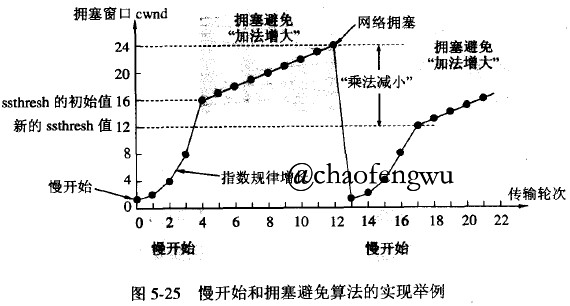 拥塞窗口 cwnd
拥塞避免
“加法增大”
网络拥塞
拥塞避免
“加法增大”
“乘法减小”
24
20
ssthresh 的初始值
16
新的 ssthresh 值
12
8
4
0
慢开始
指数规律增
@chaofengwu
传输轮次
0 2 4 6 8 10 12 13 14 15 16 17 18 20 22
慢开始
慢开始
图 5-25 慢开始和拥塞避免算法的实现举例